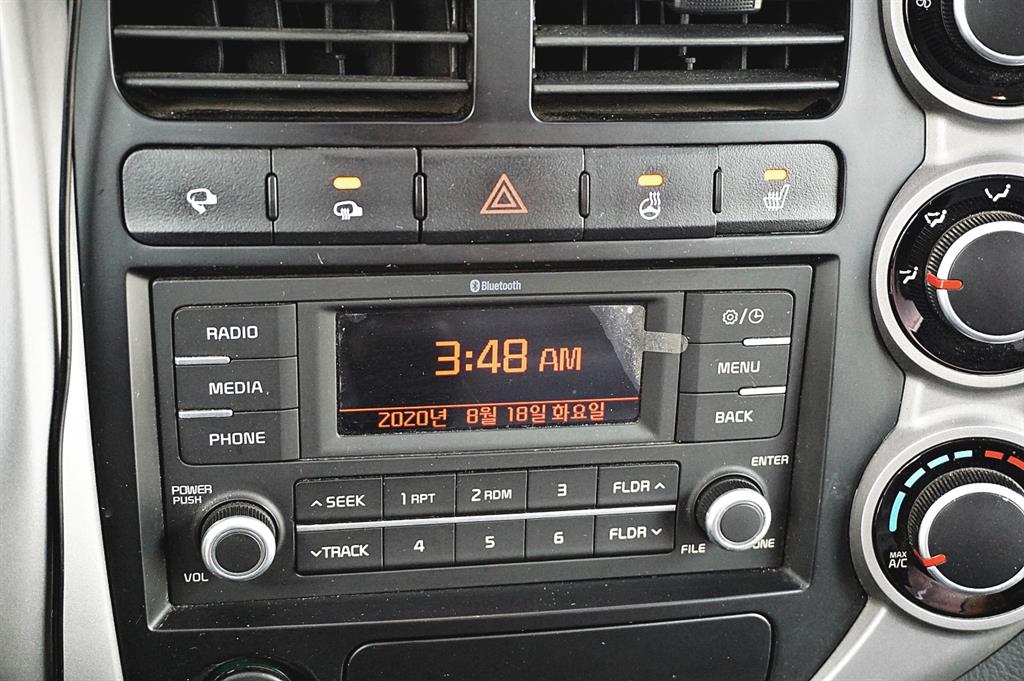 Bluetooth
RADIO
MEDIA
PHONE
3:48 AM
2020년 8월 18일 화요일
MENU
BACK
POWER
PUSH
VOL
SEEK
1 RPT
2 RDM
3
FLDR
TRACK
4
5
6
FLDR
ENTER
FILE
MAX
A/C